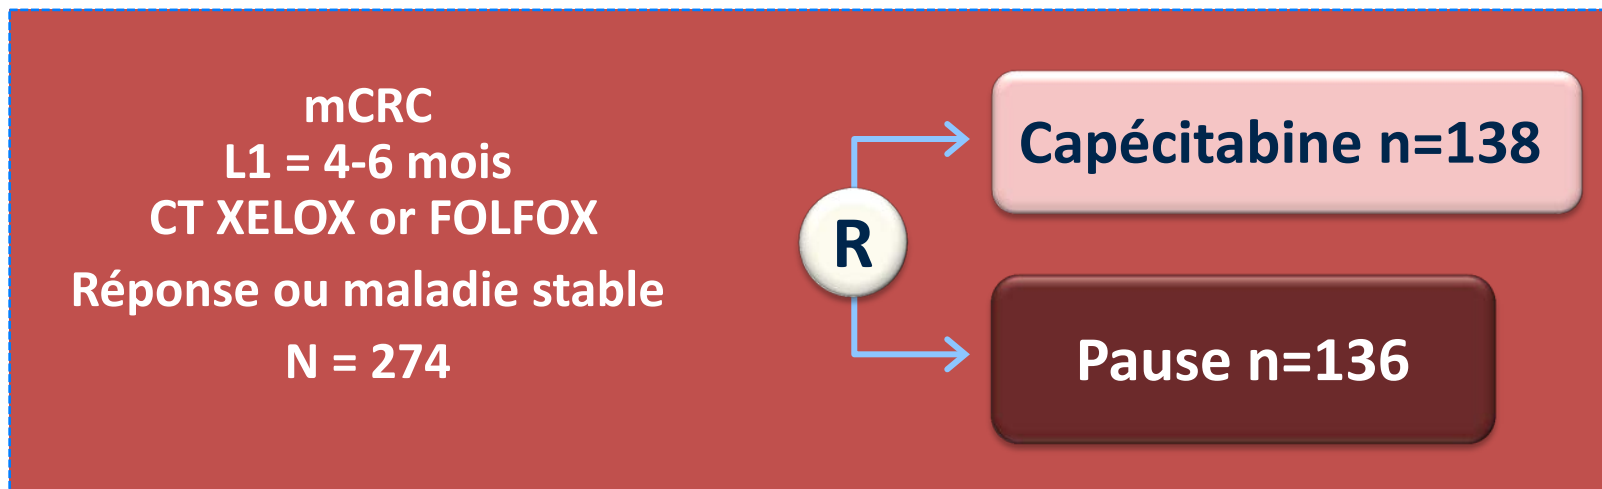 mCRC
L1 = 4-6 mois
CT XELOX or FOLFOX
Réponse ou maladie stable
N = 274
R
Capécitabine n=138
Pause n=136